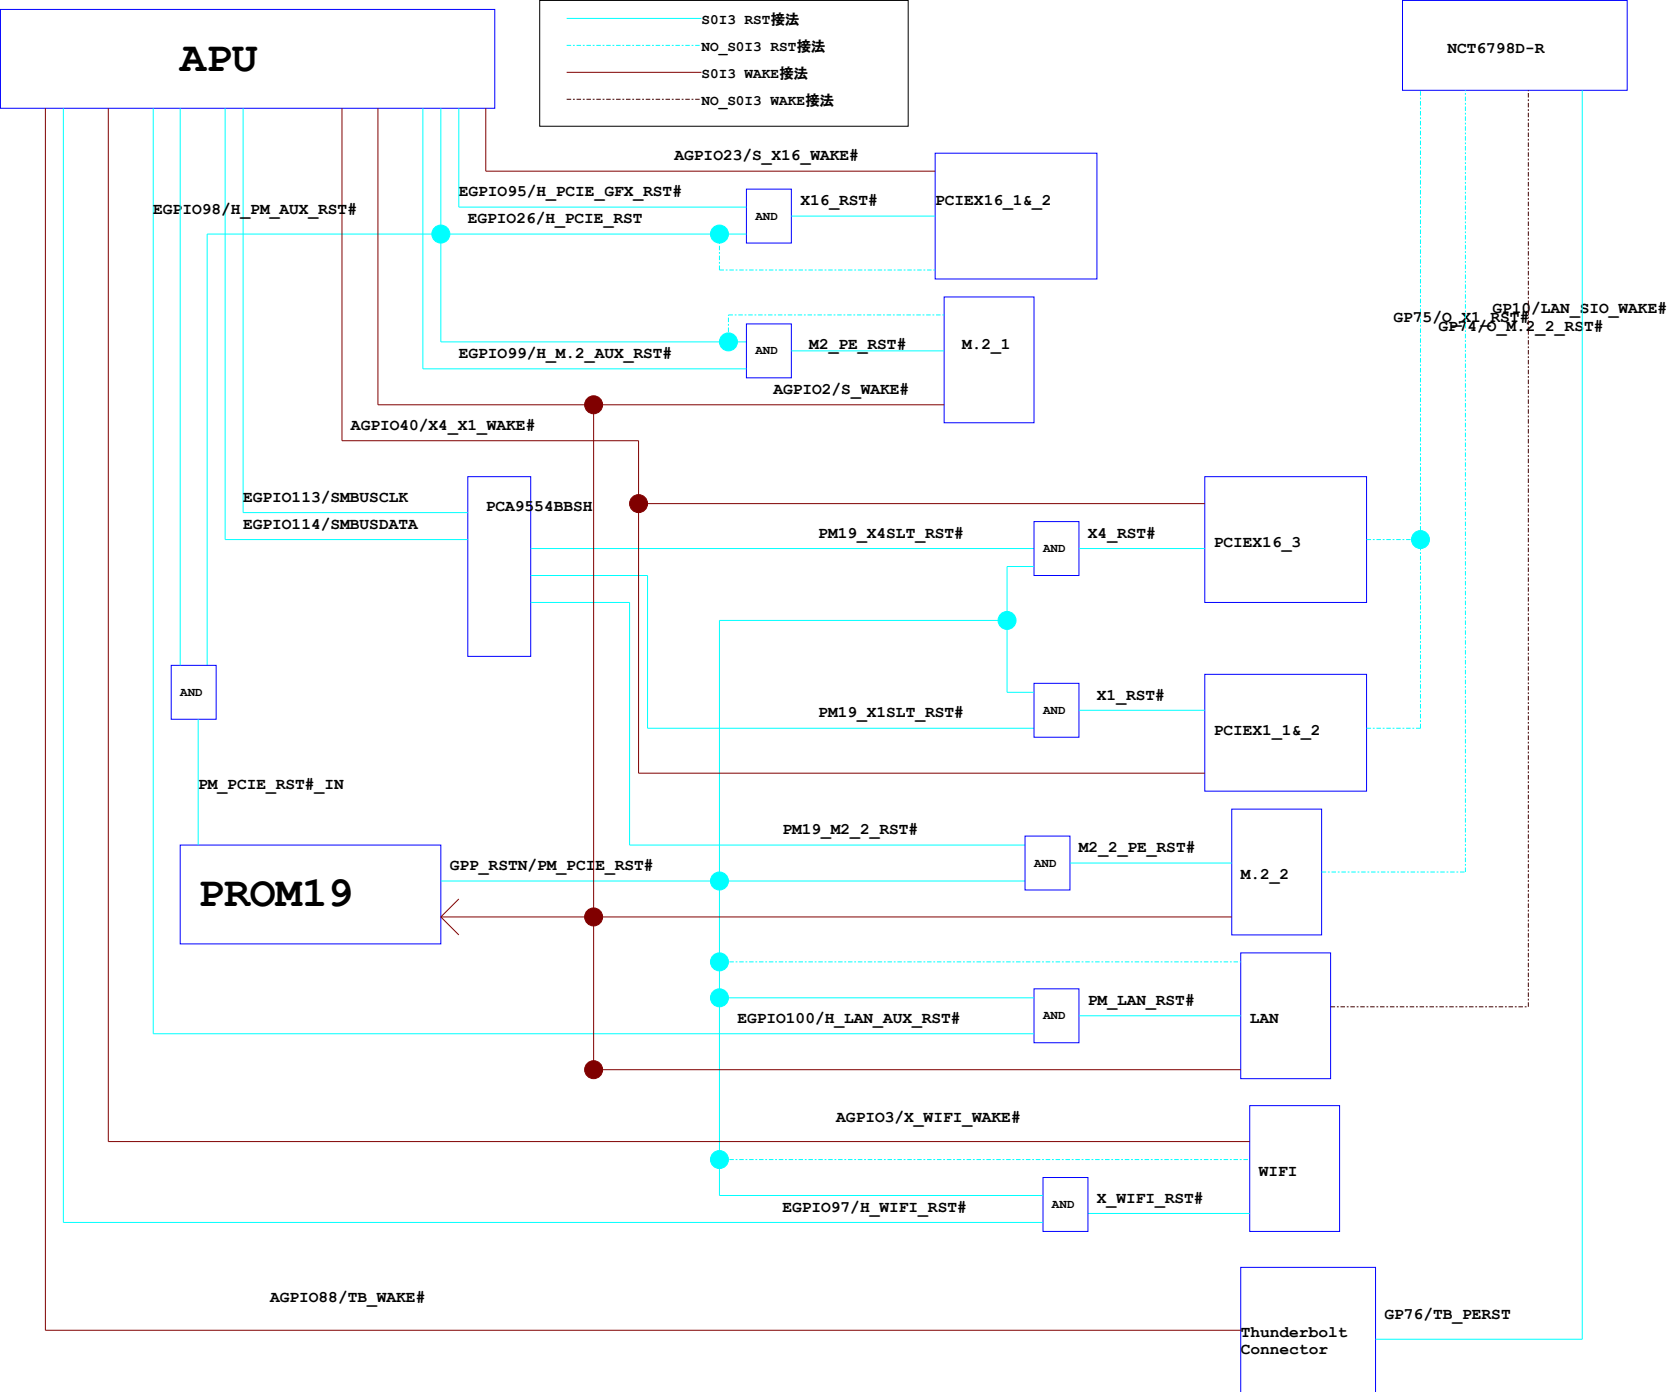 APU
S0I3 RST接法
NO_S0I3 RST接法
S0I3 WAKE接法
NO_S0I3 WAKE接法
NCT6798D-R
AGPIO23/S_X16_WAKE#
EGPIO95/H_PCIE_GFX_RST#
X16_RST#
PCIEX16_1&_2
AND
EGPIO98/H_PM_AUX_RST#
EGPIO26/H_PCIE_RST
GP10/LAN_SIO_WAKE#
GP75/O_X1_RST#
GP74/O_M.2_2_RST#
EGPIO99/H_M.2_AUX_RST#
AND
M2_PE_RST#
M.2_1
AGPIO2/S_WAKE#
AGPIO40/X4_X1_WAKE#
EGPIO113/SMBUSCLK
PCA9554BBSH
EGPIO114/SMBUSDATA
PM19_X4SLT_RST#
AND
X4_RST#
PCIEX16_3
AND
PM19_X1SLT_RST#
AND
X1_RST#
PCIEX1_1&_2
PM_PCIE_RST#_IN
PM19_M2_2_RST#
M2_2_PE_RST#
GPP_RSTN/PM_PCIE_RST#
AND
M.2_2
PROM19
PM_LAN_RST#
EGPIO100/H_LAN_AUX_RST#
AND
LAN
AGPIO3/X_WIFI_WAKE#
WIFI
EGPIO97/H_WIFI_RST#
AND
X_WIFI_RST#
AGPIO88/TB_WAKE#
GP76/TB_PERST
Thunderbolt
Connector